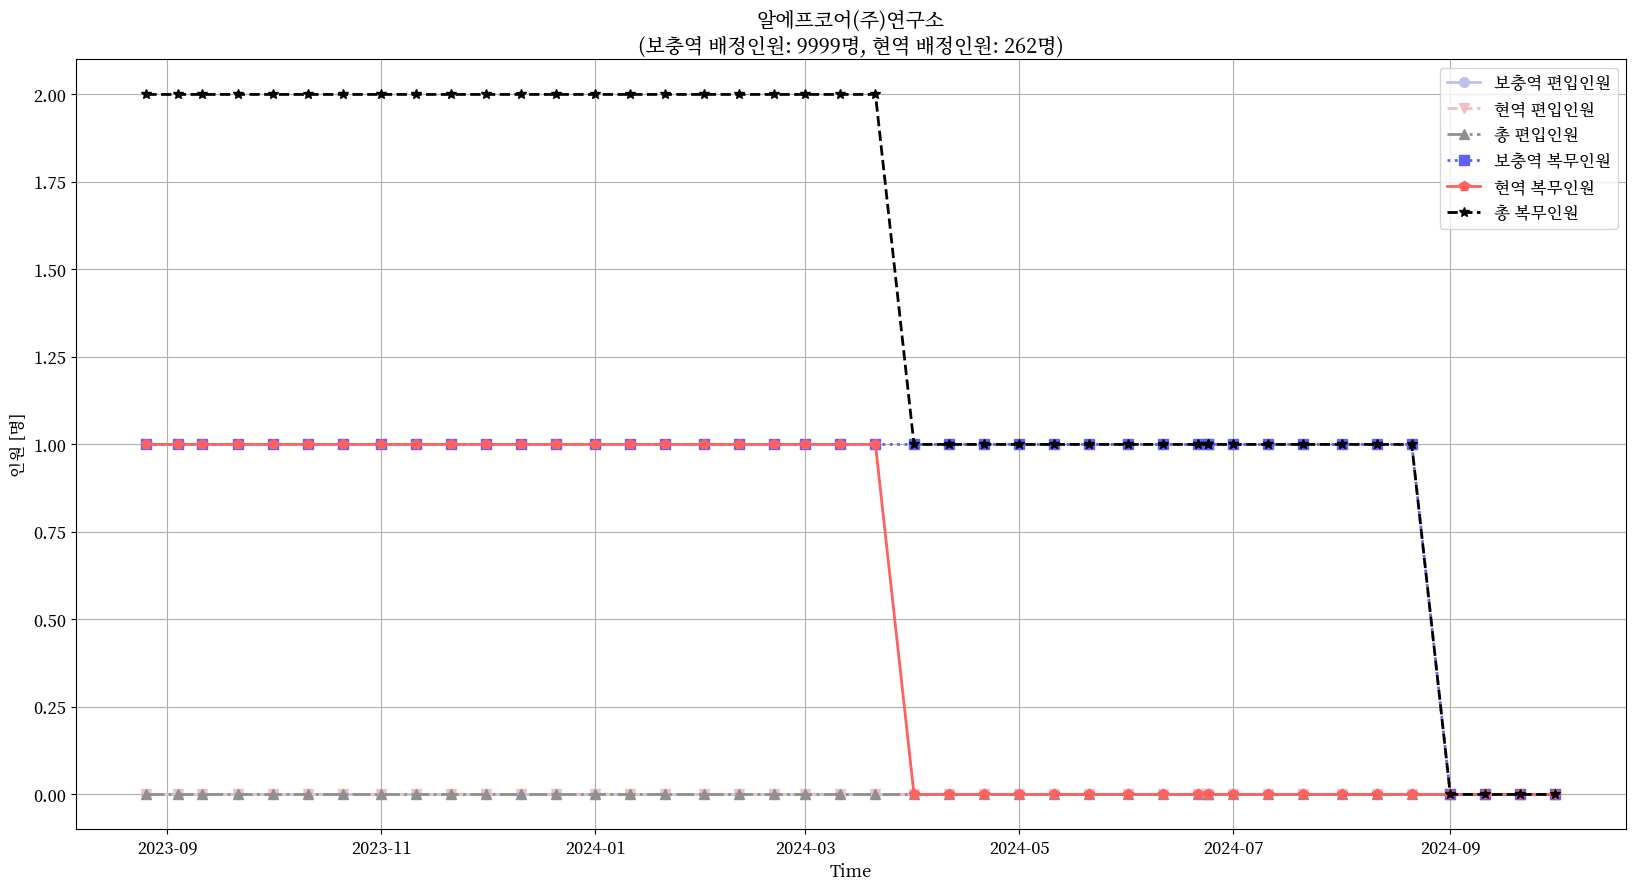 알에프코어(주)연구소
(보충역 배정인원: 9999명, 현역 배정인원: 262명)
보충역 편입인원
현역 편입인원
총 편입인원
보충역 복무인원
현역 복무인원
총 복무인원
인원 [명]
2.00
1.75
1.50
1.25
1.00
0.75
0.50
0.25
0.00
2023-09
2023-11
2024-01
2024-03
2024-05
2024-07
2024-09
Time